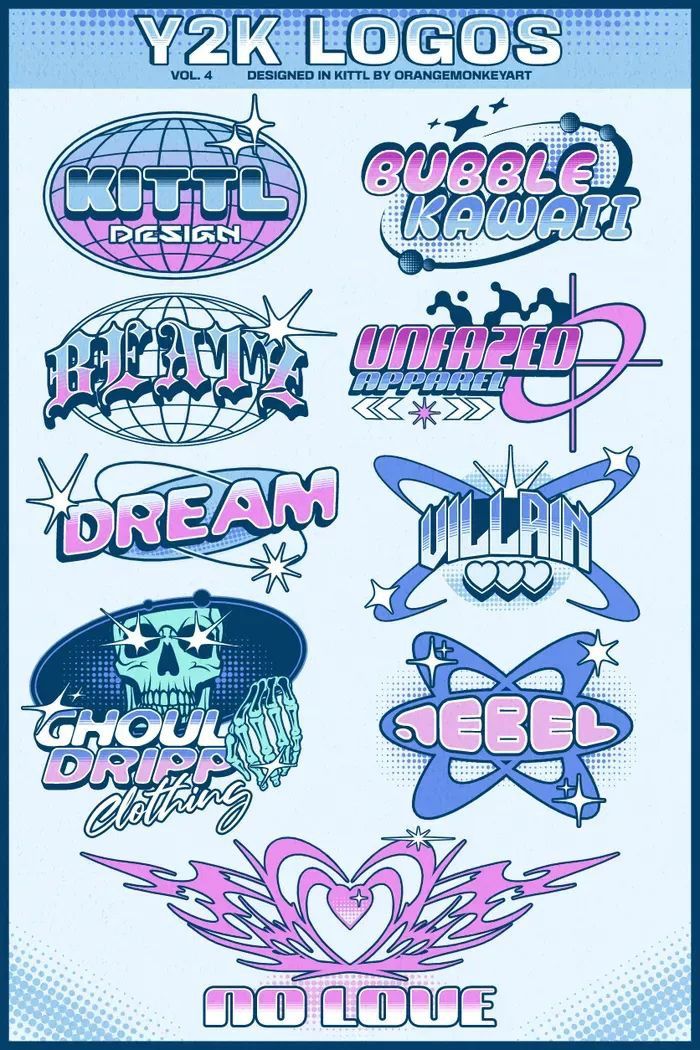 Y2K LOGOS
VOL. 4 DESIGNED IN KITTL BY ORANGEMONKEYART
KITTL
DESIGN
BUBBLE
KAWAII
BEATZ
UNFAZED
APPAREL
DREAM
VILLAIN
GHOUL
DRIPP
Clothing
REBEL
NO LOVE